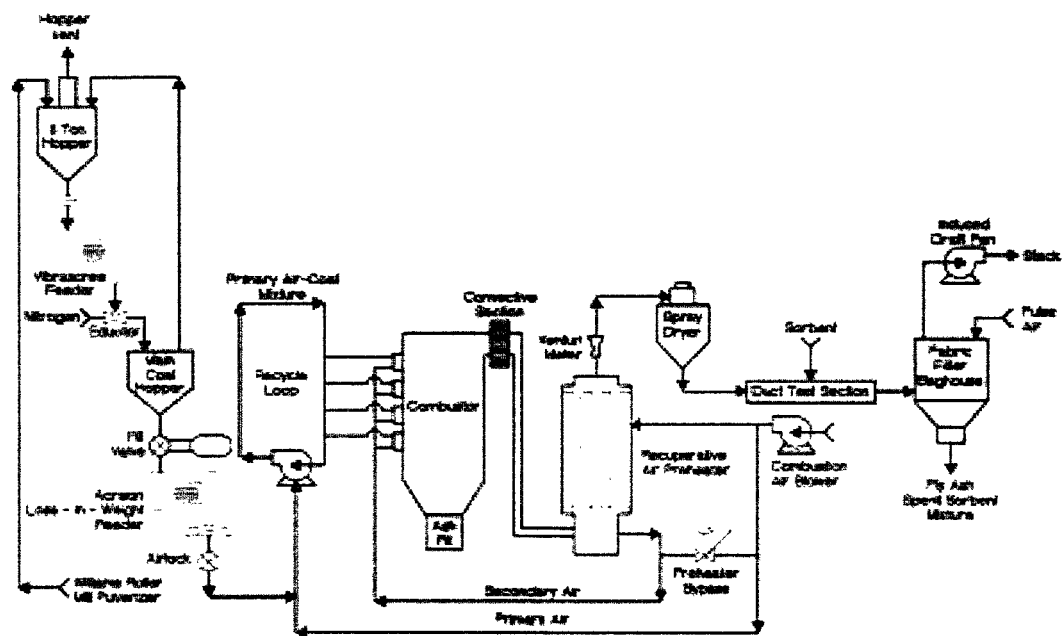 Hopper
Vent
Ton
Hopper
Vibrascrew
Feeder
Nitrogen
Eductor
Main
Coal
Hopper
Fill
Valve
Acrison
Loss - In - Weight
Feeder
Airlock
Williams Roller
Mill Pulverizer
Primary Air-Coal
Mixture
Recycle
Loop
Convective
Section
Combustor
Ash
Pit
Secondary Air
Primary Air
Venturi
Meter
Spray
Dryer
Recuperative
Air Preheater
Preheater
Bypass
Sorbent
Duct Test Section
Combustion
Air Blower
Induced
Draft Fan
Stack
Pulse
Air
Fabric
Filter
Baghouse
Fly Ash
Spent Sorbent
Mixture